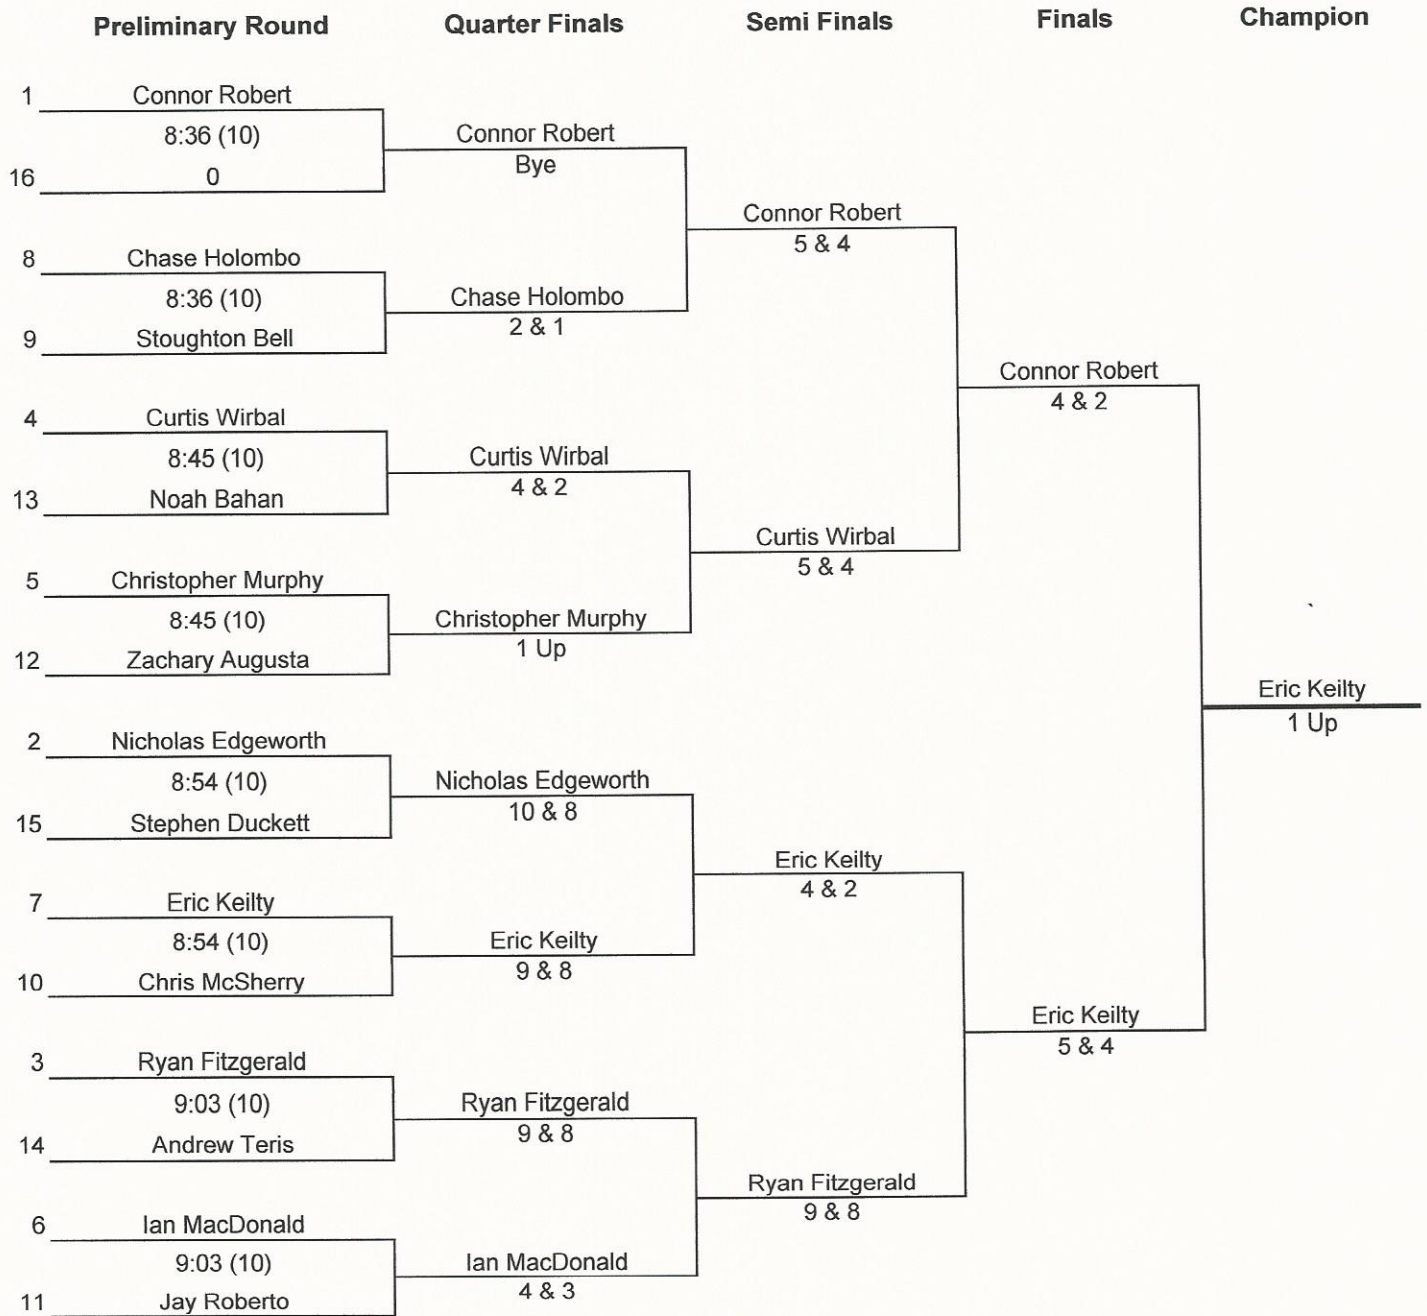 Preliminary Round Quarter Finals Semi Finals Finals Champion
1 Connor Robert
8:36 (10)
16 0
Connor Robert
Bye
8 Chase Holombo
8:36 (10)
9 Stoughton Bell
Chase Holombo
2 & 1
Connor Robert
5 & 4
4 Curtis Wirbal
8:45 (10)
13 Noah Bahan
Curtis Wirbal
4 & 2
5 Christopher Murphy
8:45 (10)
12 Zachary Augusta
Christopher Murphy
1 Up
Curtis Wirbal
5 & 4
Connor Robert
4 & 2
2 Nicholas Edgeworth
8:54 (10)
15 Stephen Duckett
Nicholas Edgeworth
10 & 8
7 Eric Keilty
8:54 (10)
10 Chris McSherry
Eric Keilty
9 & 8
Eric Keilty
4 & 2
3 Ryan Fitzgerald
9:03 (10)
14 Andrew Teris
Ryan Fitzgerald
9 & 8
6 Ian MacDonald
9:03 (10)
11 Jay Roberto
Ian MacDonald
4 & 3
Ryan Fitzgerald
9 & 8
Eric Keilty
5 & 4
Eric Keilty
1 Up